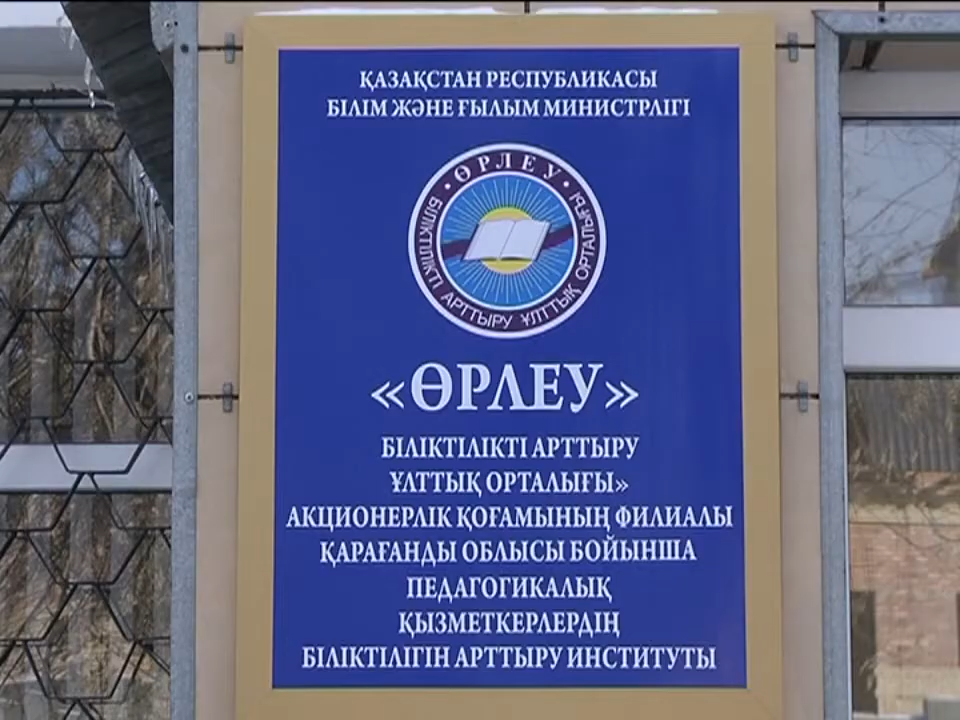 ҚАЗАҚСТАН РЕСПУБЛИКАСЫ
БІЛІМ ЖӘНЕ ҒЫЛЫМ МИНИСТРЛІГІ
• ӨРЛЕУ •
БІЛІКТІЛІКТІ АРТТЫРУ ҰЛТТЫҚ ОРТАЛЫҒЫ
«ӨРЛЕУ»
БІЛІКТІЛІКТІ АРТТЫРУ
ҰЛТТЫҚ ОРТАЛЫҒЫ»
АКЦИОНЕРЛІК ҚОҒАМЫНЫҢ ФИЛИАЛЫ
ҚАРАҒАНДЫ ОБЛЫСЫ БОЙЫНША
ПЕДАГОГИКАЛЫҚ
ҚЫЗМЕТКЕРЛЕРДІҢ
БІЛІКТІЛІГІН АРТТЫРУ ИНСТИТУТЫ